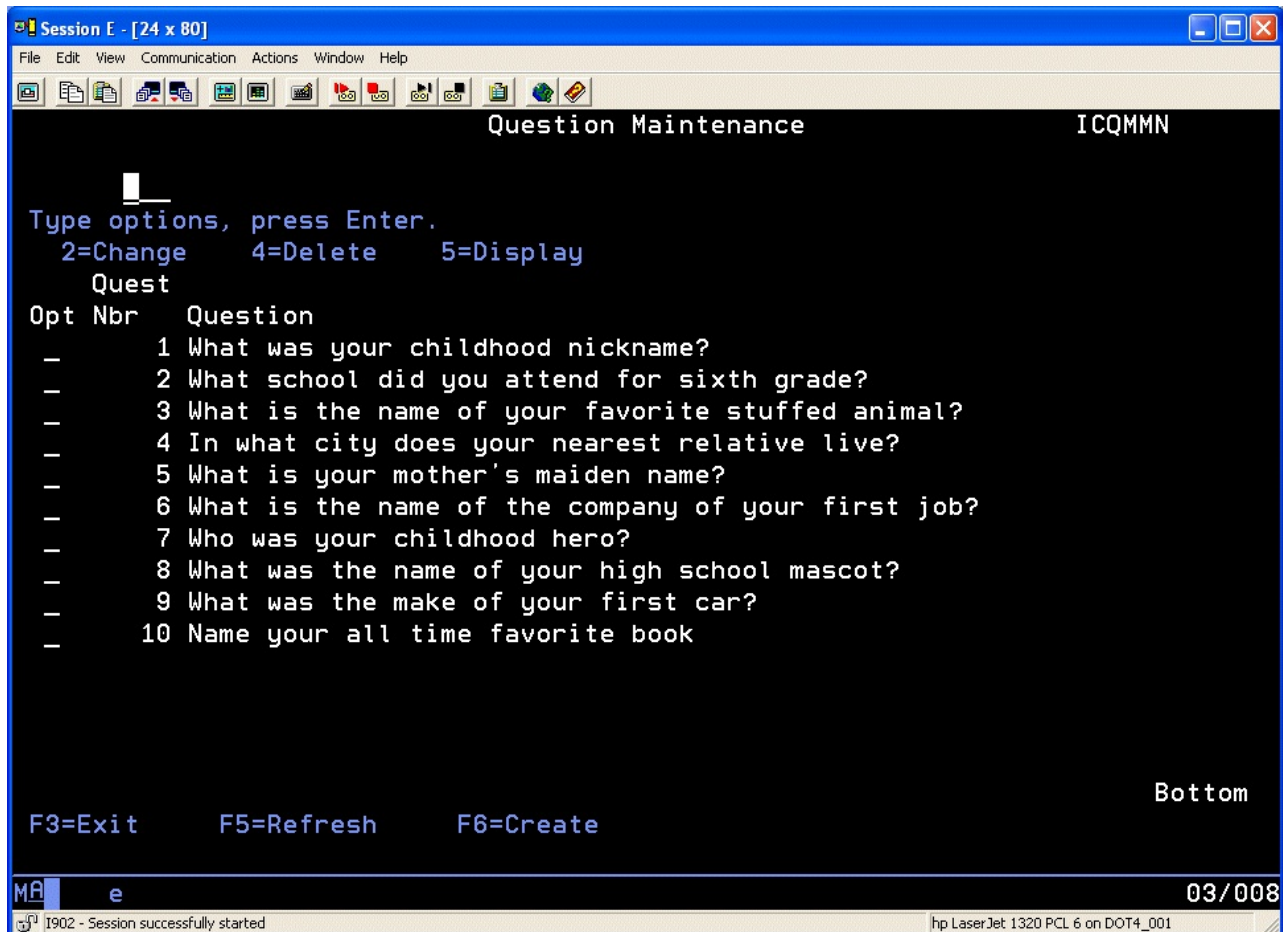 Session E - [24 x 80]
File Edit View Communication Actions Window Help
Question Maintenance ICQMMN
Type options, press Enter.
2=Change 4=Delete 5=Display
Quest
Opt Nbr Question
1 What was your childhood nickname?
2 What school did you attend for sixth grade?
3 What is the name of your favorite stuffed animal?
4 In what city does your nearest relative live?
5 What is your mother's maiden name?
6 What is the name of the company of your first job?
7 Who was your childhood hero?
8 What was the name of your high school mascot?
9 What was the make of your first car?
10 Name your all time favorite book
Bottom
F3=Exit F5=Refresh F6=Create
MA e 03/008
I902 - Session successfully started hp LaserJet 1320 PCL 6 on DOT4_001